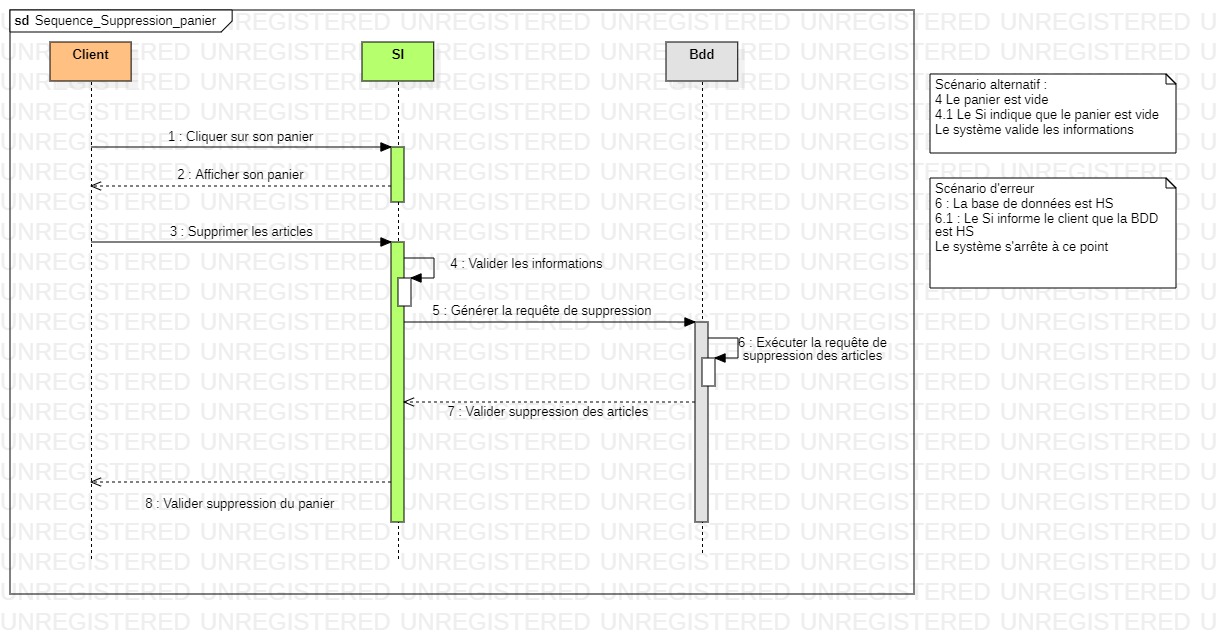 sd Sequence_Suppression_panier
Client
SI
Bdd
1 : Cliquer sur son panier
2 : Afficher son panier
3 : Supprimer les articles
4 : Valider les informations
5 : Générer la requête de suppression
6 : Exécuter la requête de
suppression des articles
7 : Valider suppression des articles
8 : Valider suppression du panier
Scénario alternatif :
4 Le panier est vide
4.1 Le Si indique que le panier est vide
Le système valide les informations
Scénario d'erreur
6 : La base de données est HS
6.1 : Le Si informe le client que la BDD
est HS
Le système s'arrête à ce point
UNREGISTERED